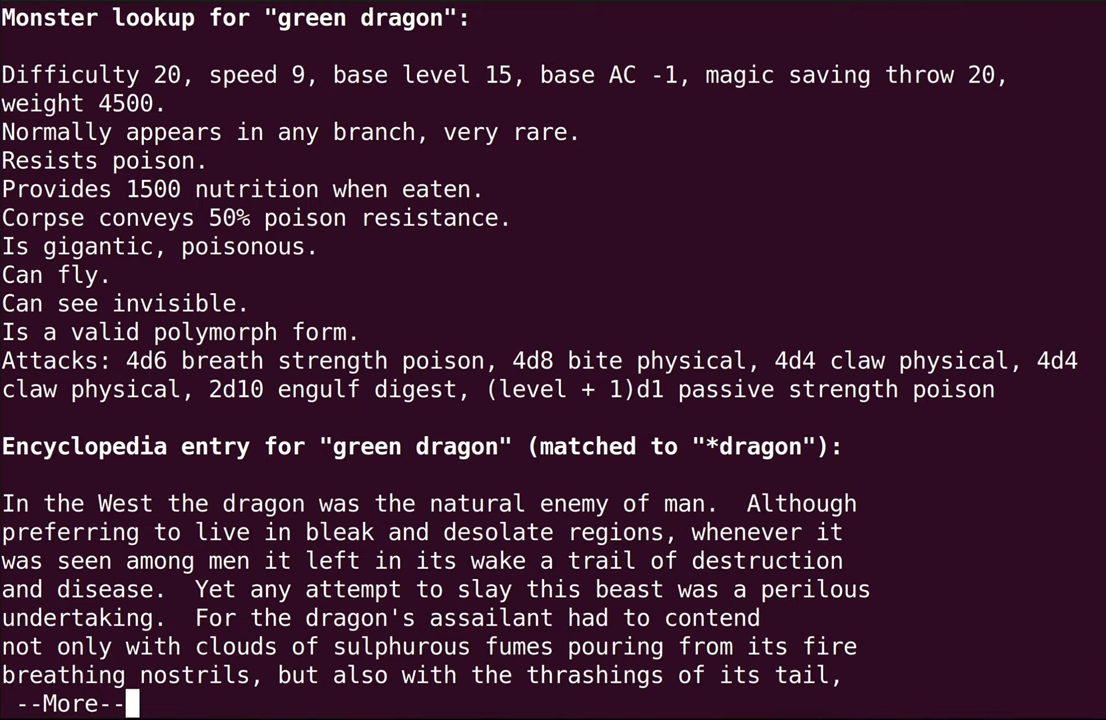 Monster lookup for "green dragon":
Difficulty 20, speed 9, base level 15, base AC -1, magic saving throw 20,
weight 4500.
Normally appears in any branch, very rare.
Resists poison.
Provides 1500 nutrition when eaten.
Corpse conveys 50% poison resistance.
Is gigantic, poisonous.
Can fly.
Can see invisible.
Is a valid polymorph form.
Attacks: 4d6 breath strength poison, 4d8 bite physical, 4d4 claw physical, 4d4
claw physical, 2d10 engulf digest, (level + 1)d1 passive strength poison
Encyclopedia entry for "green dragon" (matched to "*dragon"):
In the West the dragon was the natural enemy of man.  Although
preferring to live in bleak and desolate regions, whenever it
was seen among men it left in its wake a trail of destruction
and disease.  Yet any attempt to slay this beast was a perilous
undertaking.  For the dragon's assailant had to contend
not only with clouds of sulphurous fumes pouring from its fire
breathing nostrils, but also with the thrashings of its tail,
--More--